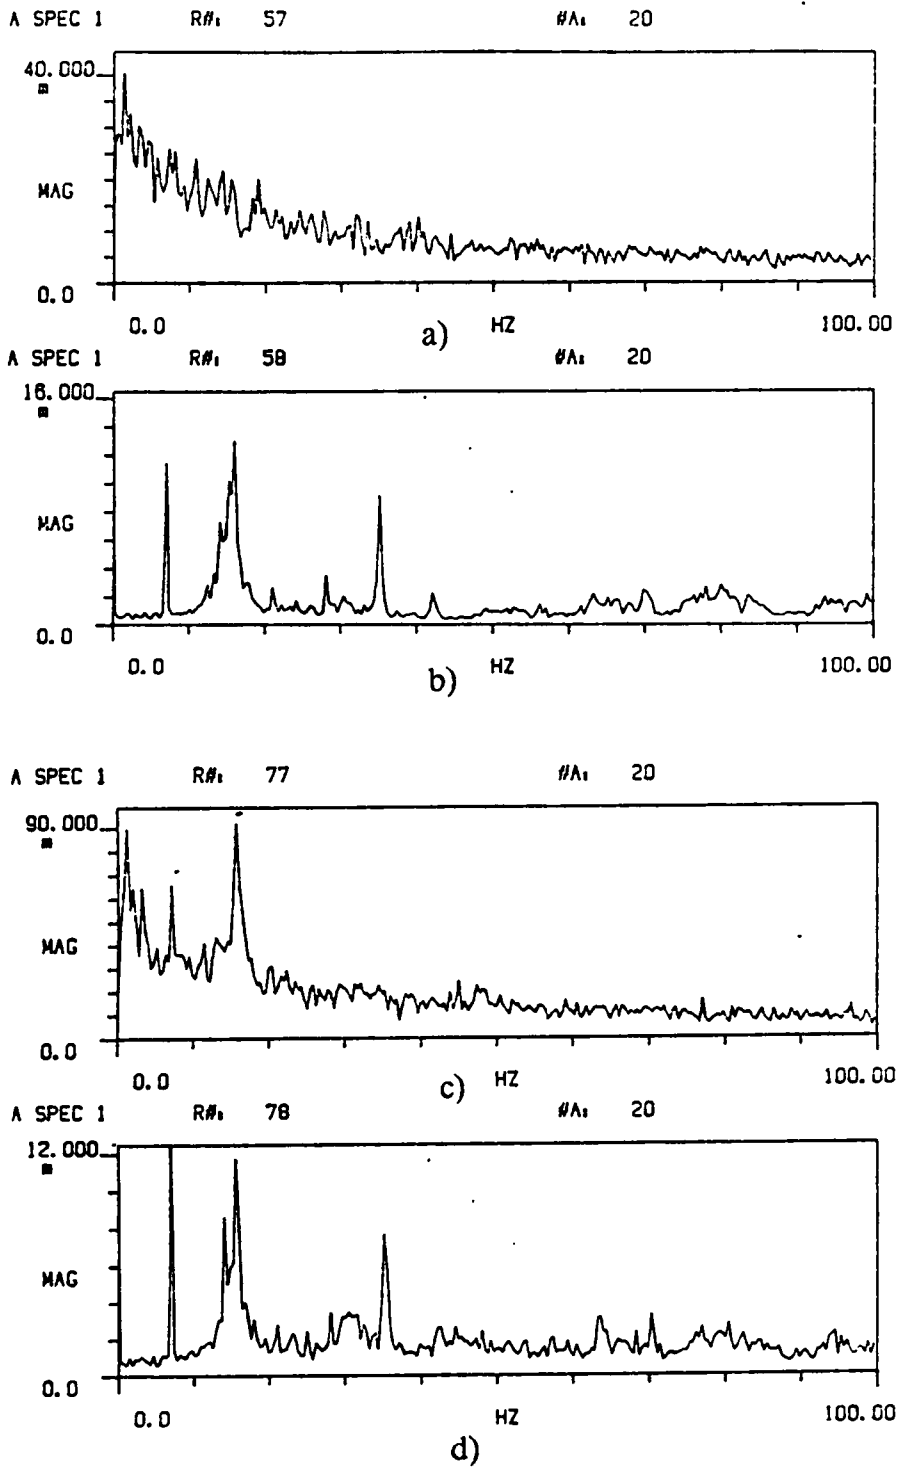 A SPEC 1 R#: 57 #A: 20
40.000
m
MAG
0.0
0.0 HZ 100.00
a)
A SPEC 1 R#: 58 #A: 20
16.000
m
MAG
0.0
0.0 HZ 100.00
b)
A SPEC 1 R#: 77 #A: 20
90.000
m
MAG
0.0
0.0 HZ 100.00
c)
A SPEC 1 R#: 78 #A: 20
12.000
m
MAG
0.0
0.0 HZ 100.00
d)